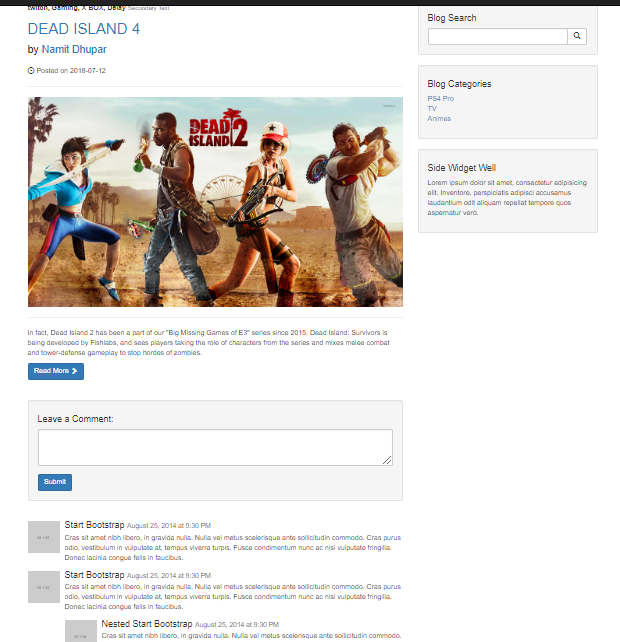 twiton, Gaming, X BOX, Delay Secondary Text
DEAD ISLAND 4
by Namit Dhupar
Posted on 2018-07-12
DEAD
ISLAND 2
In fact, Dead Island 2 has been a part of our "Big Missing Games of E3" series since 2015. Dead Island: Survivors is
being developed by Fishlabs, and sees players taking the role of characters from the series and mixes melee combat
and tower-defense gameplay to stop hordes of zombies.
Read More
Leave a Comment:
Submit
Start Bootstrap August 25, 2014 at 9:30 PM
Cras sit amet nibh libero, in gravida nulla. Nulla vel metus scelerisque ante sollicitudin commodo. Cras purus
odio, vestibulum in vulputate at, tempus viverra turpis. Fusce condimentum nunc ac nisi vulputate fringilla.
Donec lacinia congue felis in faucibus.
Start Bootstrap August 25, 2014 at 9:30 PM
Cras sit amet nibh libero, in gravida nulla. Nulla vel metus scelerisque ante sollicitudin commodo. Cras purus
odio, vestibulum in vulputate at, tempus viverra turpis. Fusce condimentum nunc ac nisi vulputate fringilla.
Donec lacinia congue felis in faucibus.
Nested Start Bootstrap August 25, 2014 at 9:30 PM
Cras sit amet nibh libero, in gravida nulla. Nulla vel metus scelerisque ante sollicitudin commodo.
Blog Search
Blog Categories
PS4 Pro
TV
Animes
Side Widget Well
Lorem ipsum dolor sit amet, consectetur adipisicing
elit. Inventore, perspiciatis adipisci accusamus
laudantium odit aliquam repellat tempore quos
aspernatur vero.